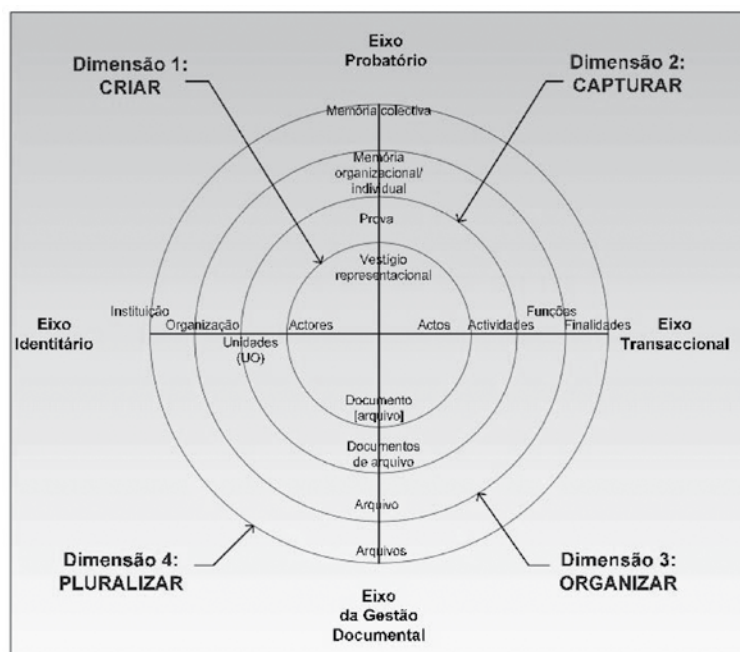 Eixo
Probatório
Dimensão 1:
CRIAR
Dimensão 2:
CAPTURAR
Memória colectiva
Memória
organizacional/
individual
Prova
Vestígio
representacional
Instituição
Organização
Unidades
(UO)
Actores
Actos
Actividades
Funções
Finalidades
Eixo
Identitário
Eixo
Transaccional
Documento
[arquivo]
Documentos
de arquivo
Arquivo
Arquivos
Dimensão 4:
PLURALIZAR
Dimensão 3:
ORGANIZAR
Eixo
da Gestão
Documental